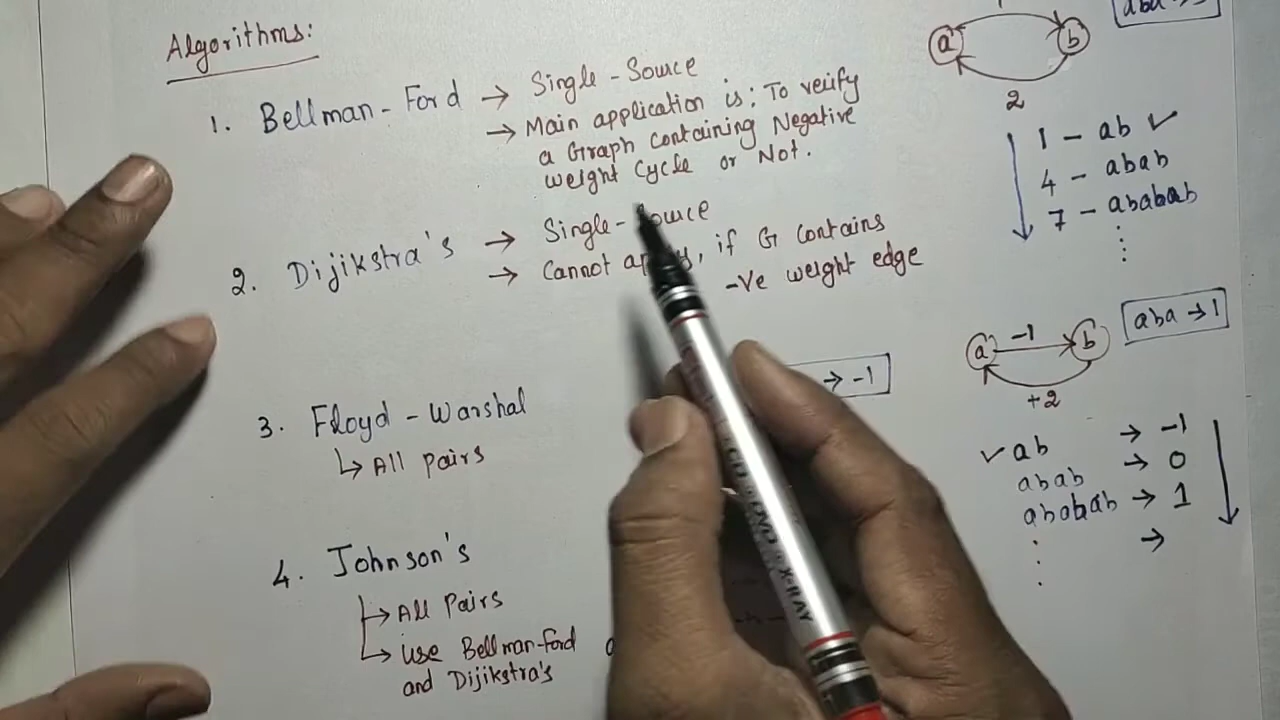 Algorithms:
1. Bellman-Ford → Single-Source
→ Main application is: To verify
a Graph containing Negative
weight cycle or Not.
2. Dijikstra's → Single-Source
→ Cannot apply, if G contains
-Ve weight edge
3. Floyd-Warshal
↳ All pairs
4. Johnson's
→ All Pairs
→ use Bellman-Ford
and Dijikstra's
→ -1
a b
2
1 - ab ✓
4 - abab
7 - ababab
a -1 b
+2
aba → 1
✓ ab → -1
abab → 0
ababab → 1
→
CD • DVD • X-RAY